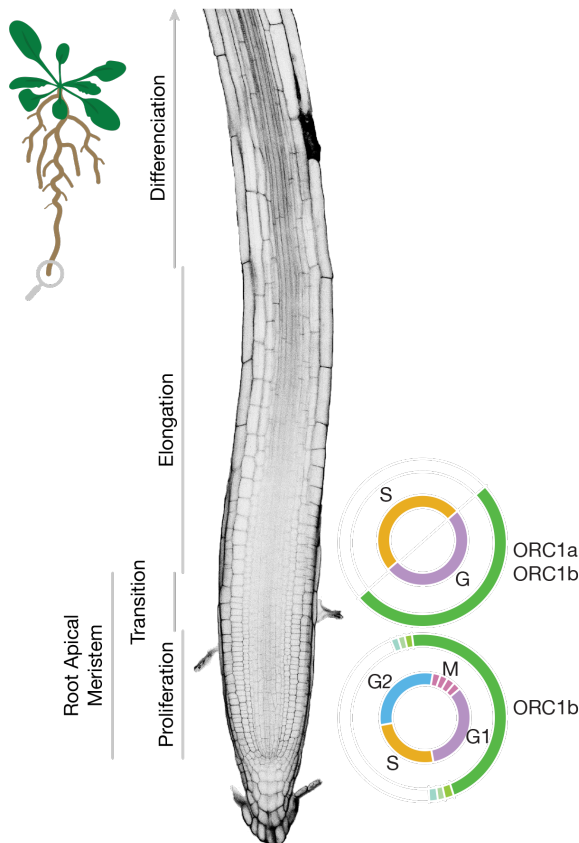 Differenciation
Elongation
Transition
Root Apical
Meristem
Proliferation
S
G
ORC1a
ORC1b
M
G2
G1
S
ORC1b